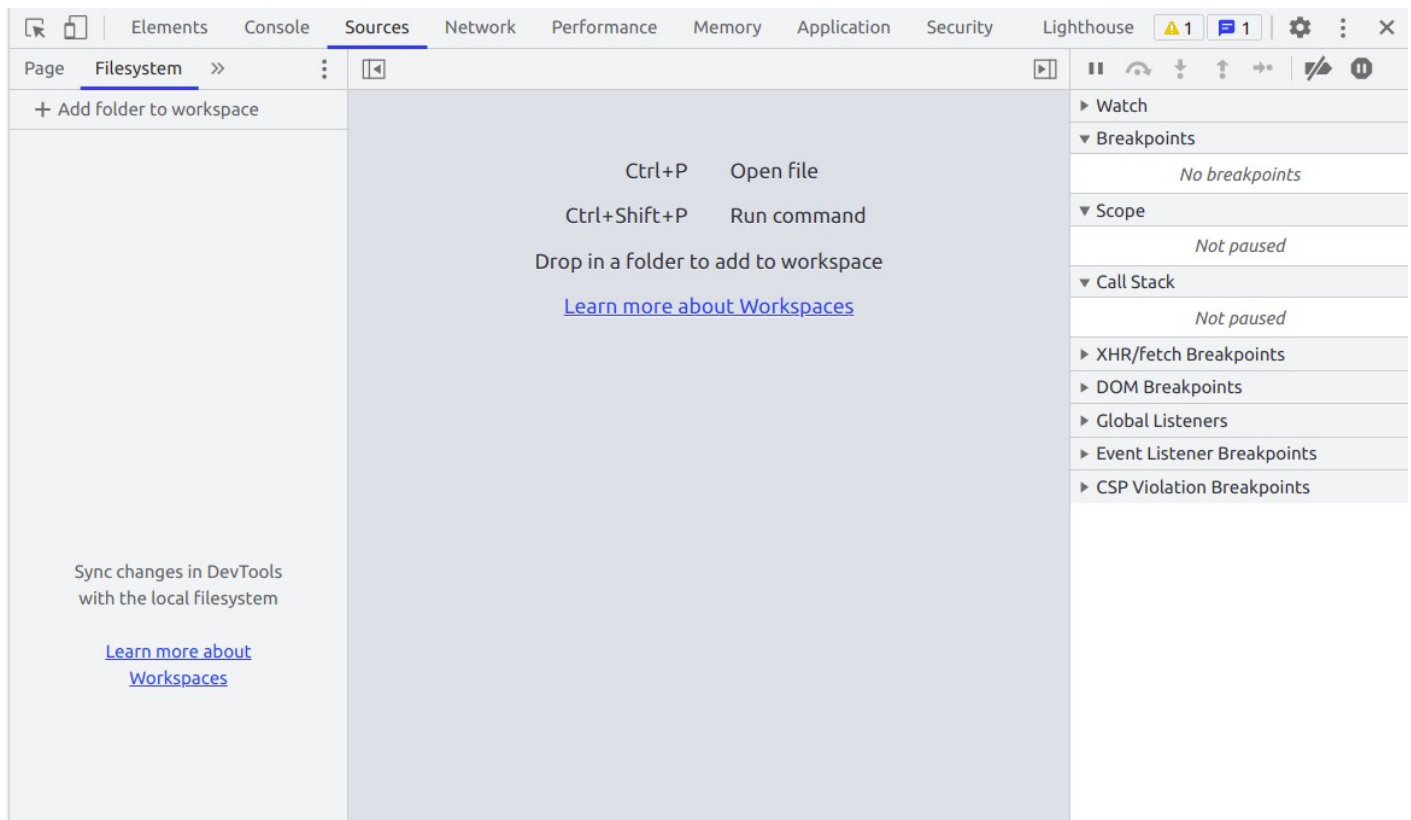 Elements Console Sources Network Performance Memory Application Security Lighthouse 1 1
Page Filesystem
+ Add folder to workspace
Ctrl+P Open file
Ctrl+Shift+P Run command
Drop in a folder to add to workspace
Learn more about Workspaces
Sync changes in DevTools
with the local filesystem
Learn more about
Workspaces
Watch
Breakpoints
No breakpoints
Scope
Not paused
Call Stack
Not paused
XHR/fetch Breakpoints
DOM Breakpoints
Global Listeners
Event Listener Breakpoints
CSP Violation Breakpoints